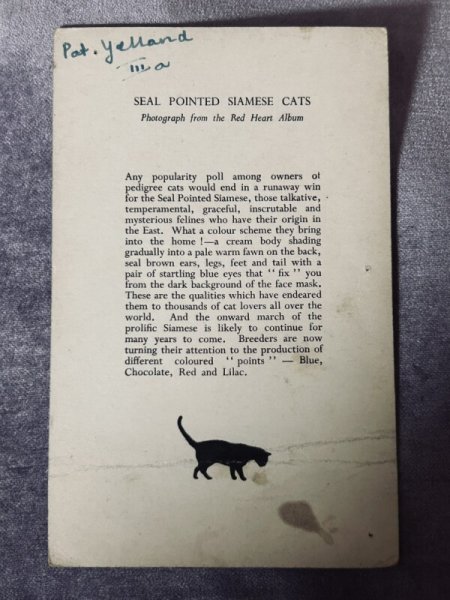 Pat. Yelland
III a
SEAL POINTED SIAMESE CATS
Photograph from the Red Heart Album
Any popularity poll among owners of
pedigree cats would end in a runaway win
for the Seal Pointed Siamese, those talkative,
temperamental, graceful, inscrutable and
mysterious felines who have their origin in
the East. What a colour scheme they bring
into the home !—a cream body shading
gradually into a pale warm fawn on the back,
seal brown ears, legs, feet and tail with a
pair of startling blue eyes that “ fix ” you
from the dark background of the face mask.
These are the qualities which have endeared
them to thousands of cat lovers all over the
world. And the onward march of the
prolific Siamese is likely to continue for
many years to come. Breeders are now
turning their attention to the production of
different coloured “ points ” — Blue,
Chocolate, Red and Lilac.